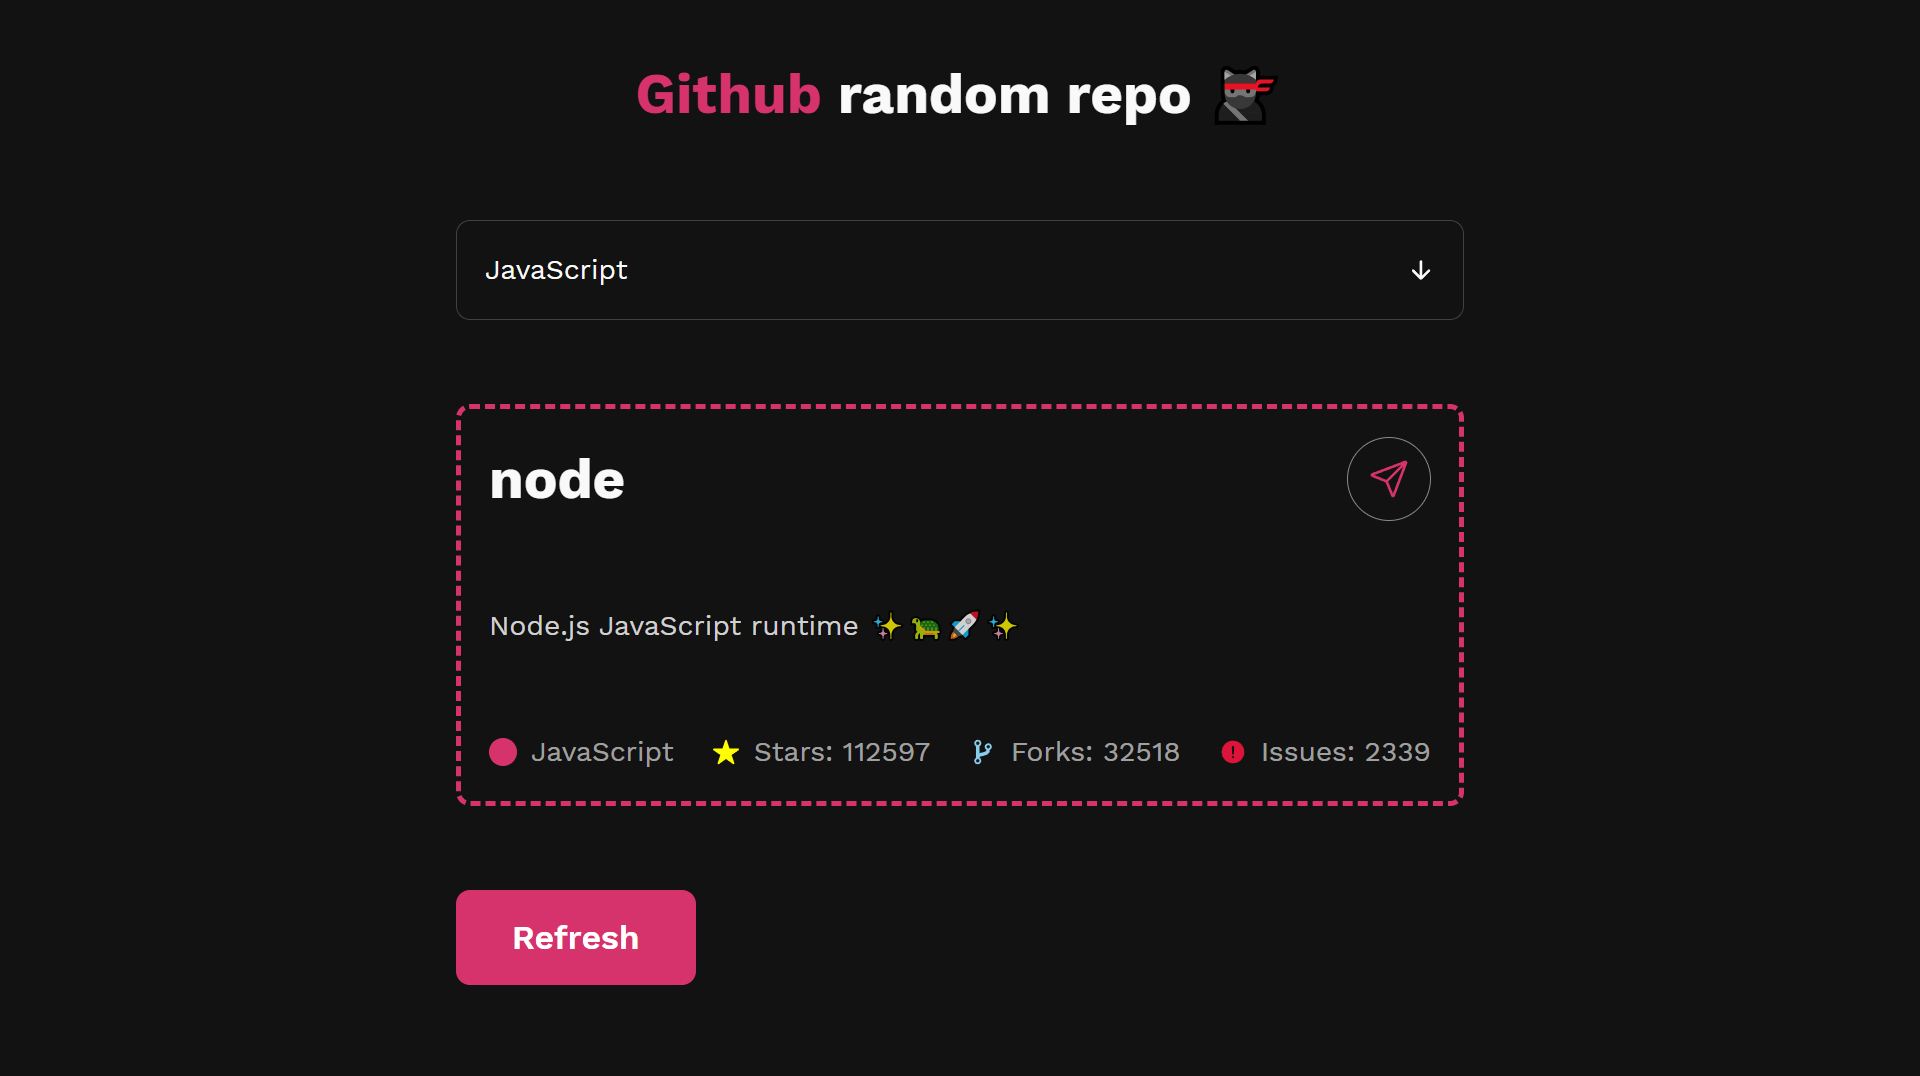 Github random repo
JavaScript
node
Node.js JavaScript runtime ✨🐢🚀✨
JavaScript Stars: 112597 Forks: 32518 Issues: 2339
Refresh